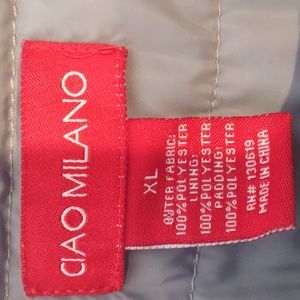 CIAO MILANO
XL
OUTER FABRIC:
100% POLYESTER
LINING:
100% POLYESTER
PADDING:
100% POLYESTER
RN# 130619
MADE IN CHINA